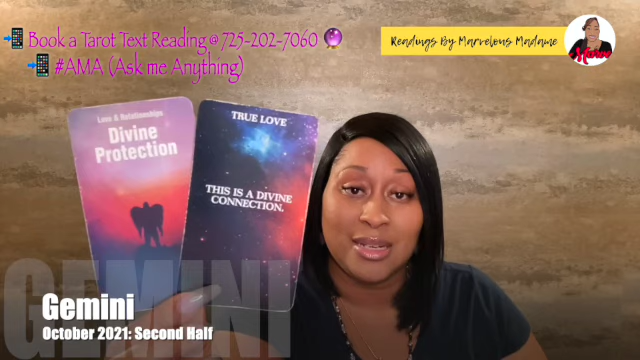 📲 Book a Tarot Text Reading @ 725-202-7060 🔮
📲 #AMA (Ask me Anything)
Readings By Marvelous Madame
Love & Relationships
Divine
Protection
TRUE LOVE
THIS IS A DIVINE
CONNECTION.
GEMINI
Gemini
October 2021: Second Half